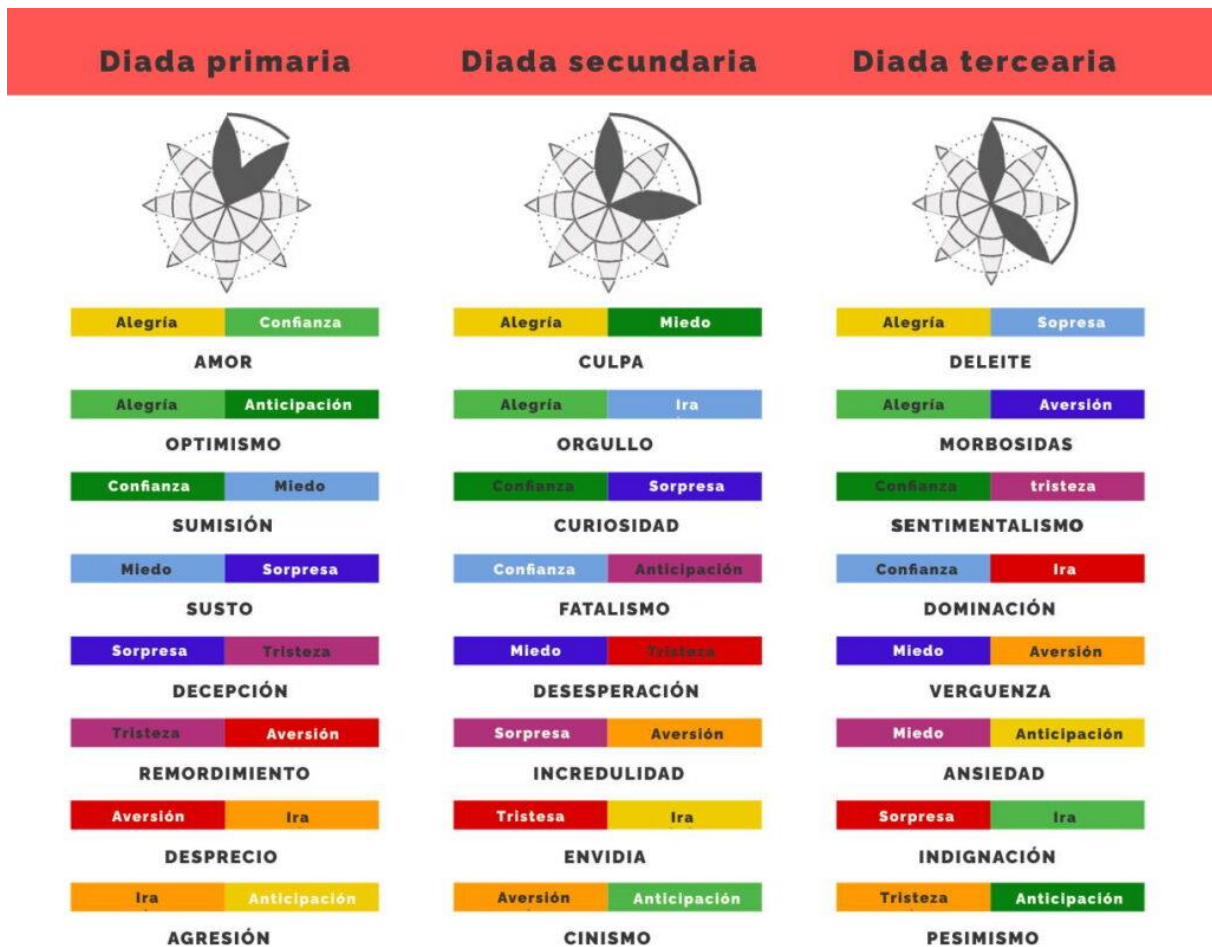 Diada primaria
Diada secundaria
Diada tercearia
Alegría Confianza
AMOR
Alegría Anticipación
OPTIMISMO
Confianza Miedo
SUMISIÓN
Miedo Sorpresa
SUSTO
Sorpresa Tristeza
DECEPCIÓN
Tristeza Aversión
REMORDIMIENTO
Aversión Ira
DESPRECIO
Ira Anticipación
AGRESIÓN
Alegría Miedo
CULPA
Alegría Ira
ORGULLO
Confianza Sorpresa
CURIOSIDAD
Confianza Anticipación
FATALISMO
Miedo Tristeza
DESESPERACIÓN
Sorpresa Aversión
INCREDULIDAD
Tristesa Ira
ENVIDIA
Aversión Anticipación
CINISMO
Alegría Sopresa
DELEITE
Alegría Aversión
MORBOSIDAS
Confianza tristeza
SENTIMENTALISMO
Confianza Ira
DOMINACIÓN
Miedo Aversión
VERGUENZA
Miedo Anticipación
ANSIEDAD
Sorpresa Ira
INDIGNACIÓN
Tristeza Anticipación
PESIMISMO